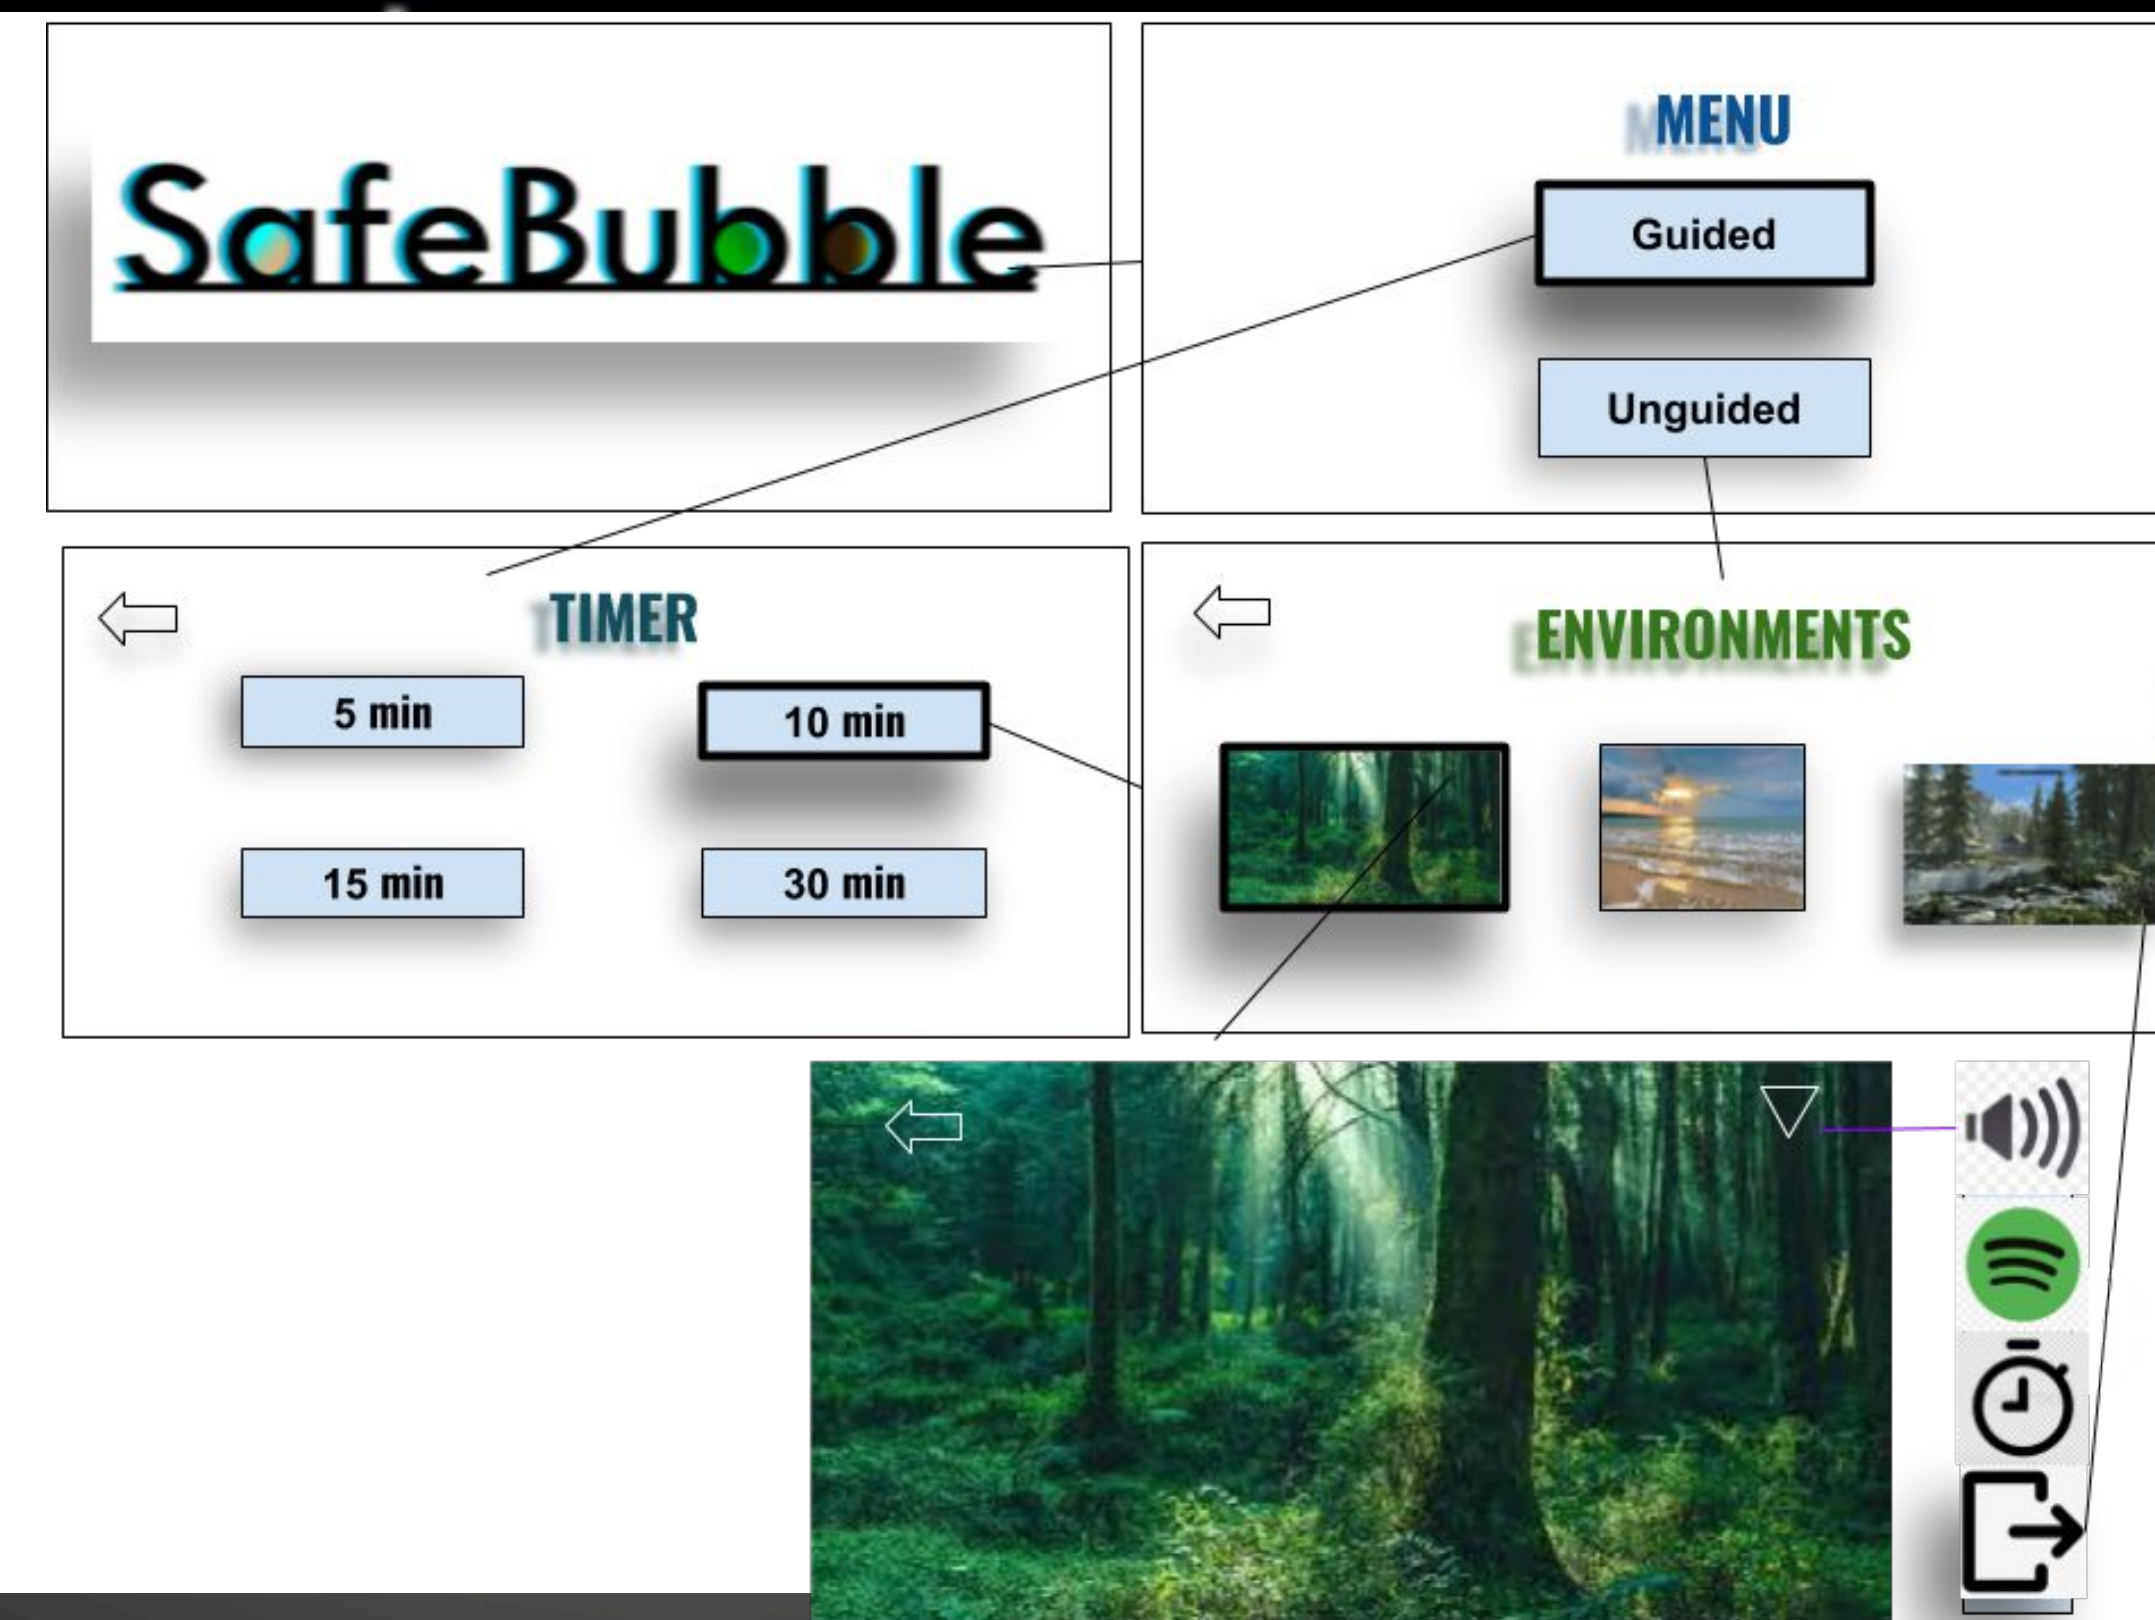 SafeBubble
MENU
Guided
Unguided
TIMER
5 min
10 min
15 min
30 min
ENVIRONMENTS